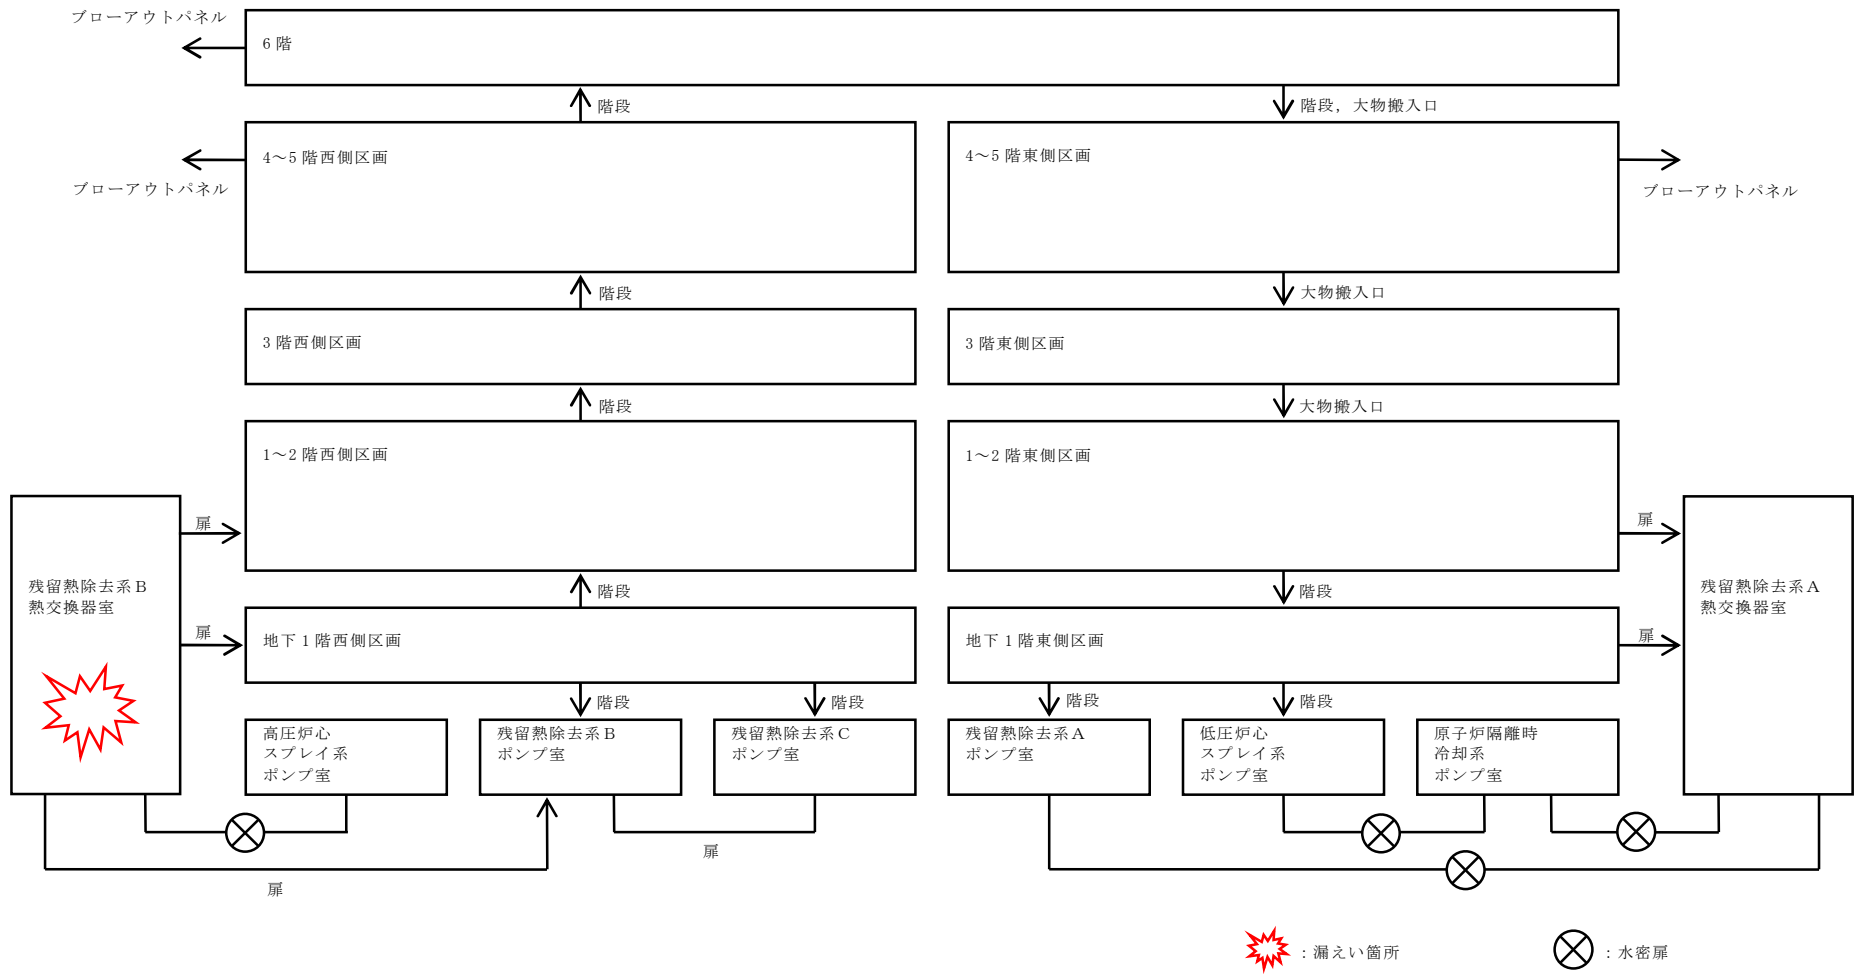 ブローアウトパネル
6 階
階段
階段，大物搬入口
4～5 階西側区画
4～5 階東側区画
ブローアウトパネル
ブローアウトパネル
階段
大物搬入口
3 階西側区画
3 階東側区画
階段
大物搬入口
1～2 階西側区画
1～2 階東側区画
扉
扉
残留熱除去系Ｂ
熱交換器室
残留熱除去系Ａ
熱交換器室
階段
階段
扉
地下 1 階西側区画
地下 1 階東側区画
扉
階段
階段
階段
階段
高圧炉心
スプレイ系
ポンプ室
残留熱除去系Ｂ
ポンプ室
残留熱除去系Ｃ
ポンプ室
残留熱除去系Ａ
ポンプ室
低圧炉心
スプレイ系
ポンプ室
原子炉隔離時
冷却系
ポンプ室
扉
扉
：漏えい箇所
：水密扉